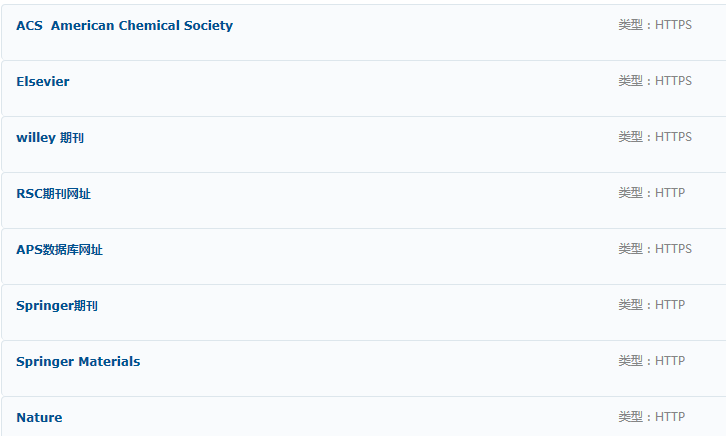 ACS  American Chemical Society 类型：HTTPS
Elsevier 类型：HTTPS
willey 期刊 类型：HTTPS
RSC期刊网址 类型：HTTP
APS数据库网址 类型：HTTPS
Springer期刊 类型：HTTP
Springer Materials 类型：HTTP
Nature 类型：HTTP